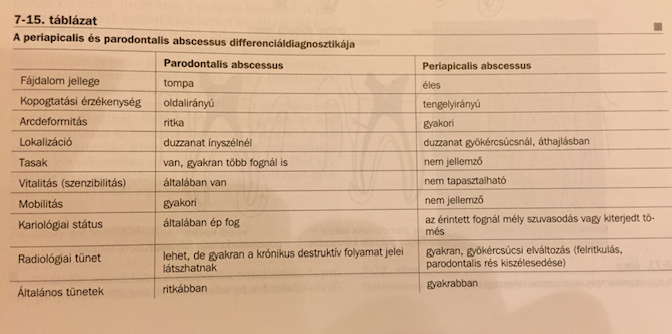 7-15. táblázat
A periapicalis és parodontalis abscessus differenciáldiagnosztikája
Parodontalis abscessus Periapicalis abscessus
Fájdalom jellege tompa éles
Kopogtatási érzékenység oldalirányú tengelyirányú
Arcdeformitás ritka gyakori
Lokalizáció duzzanat ínyszélnél duzzanat gyökércsúcsnál, áthajlásban
Tasak van, gyakran több fognál is nem jellemző
Vitalitás (szenzibilitás) általában van nem tapasztalható
Mobilitás gyakori nem jellemző
Kariológiai státus általában ép fog az érintett fognál mély szuvasodás vagy kiterjedt tö-
més
Radiológiai tünet lehet, de gyakran a krónikus destruktív folyamat jelei gyakran, gyökércsúcsi elváltozás (felritkulás,
látszhatnak parodontalis rés kiszélesedése)
Általános tünetek ritkábban gyakrabban